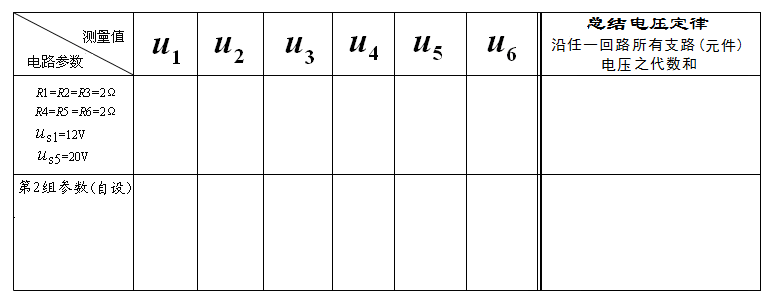 测量值
电路参数
u1 u2 u3 u4 u5 u6
总结电压定律
沿任一回路所有支路(元件)
电压之代数和
R1=R2=R3=2Ω
R4=R5=R6=2Ω
us1=12V
us5=20V
第2组参数(自设)